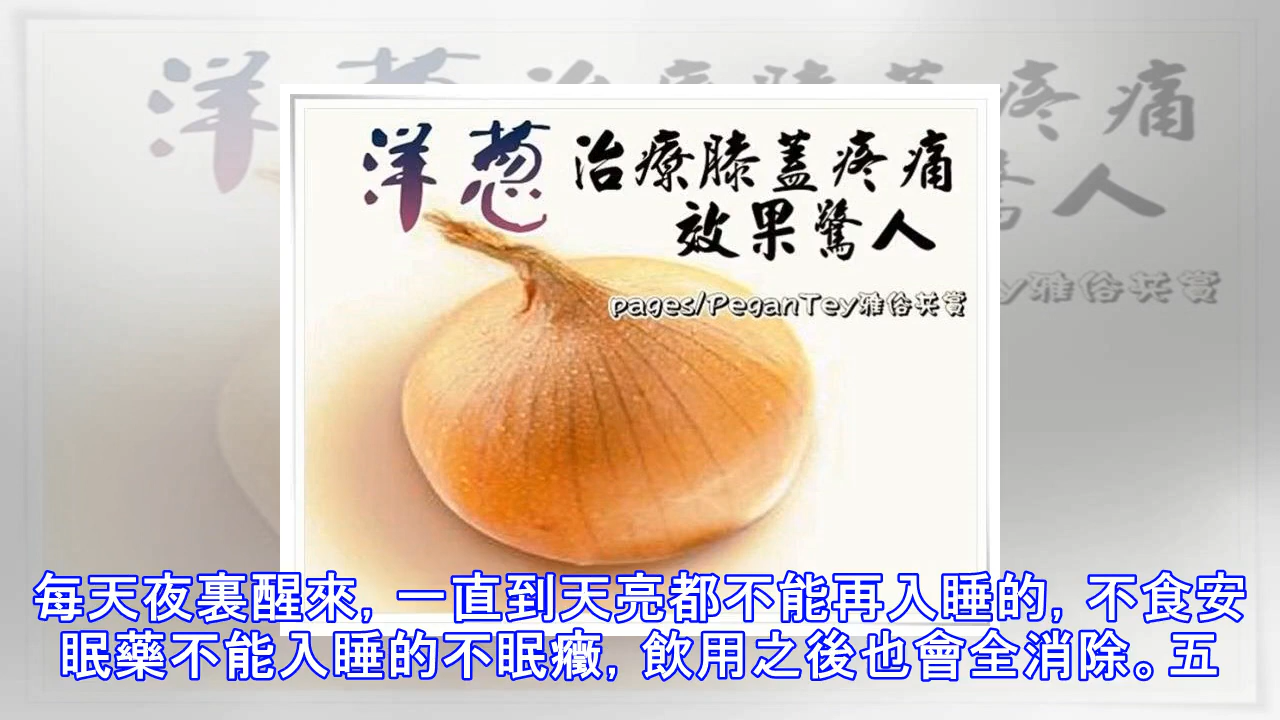 洋葱治療膝蓋疼痛
效果驚人
pages/PeganTey雅俗共賞
每天夜裏醒來, 一直到天亮都不能再入睡的, 不食安
眠藥不能入睡的不眠癥, 飲用之後也會全消除。五